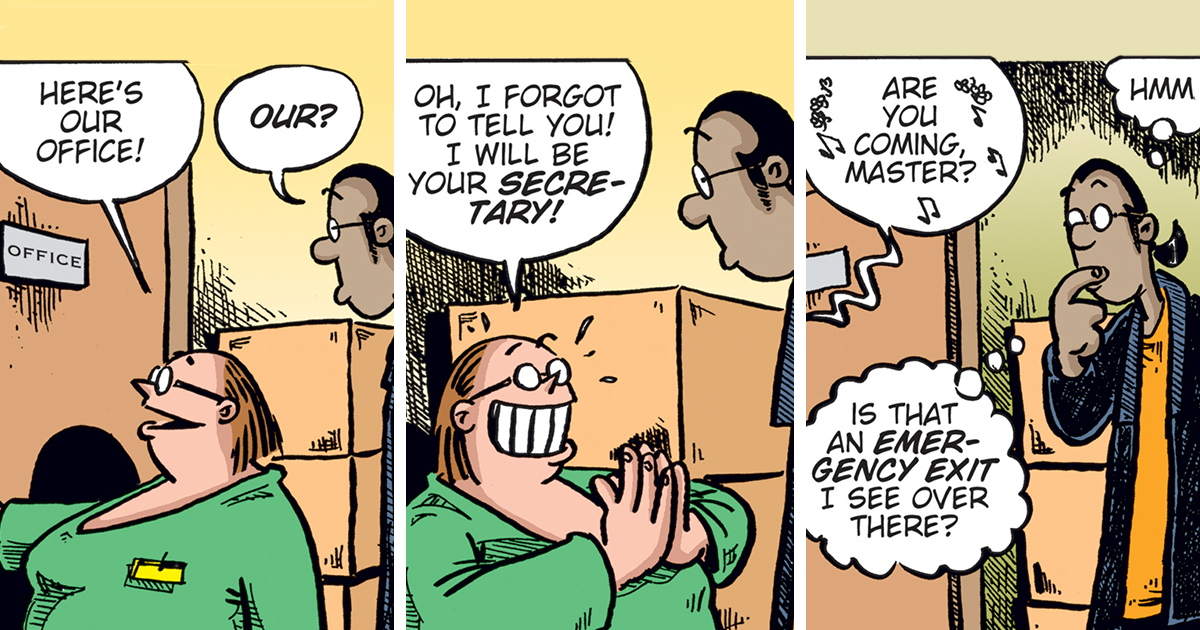 HERE'S
OUR
OFFICE!
OUR?
OFFICE
OH, I FORGOT
TO TELL YOU!
I WILL BE
YOUR SECRE-
TARY!
ARE
YOU
COMING,
MASTER?
HMM
IS THAT
AN EMER-
GENCY EXIT
I SEE OVER
THERE?